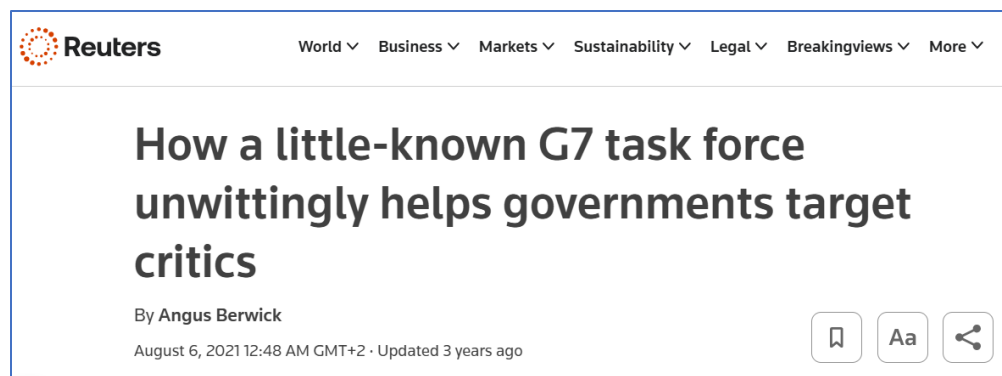 Reuters World Business Markets Sustainability Legal Breakingviews More
How a little-known G7 task force
unwittingly helps governments target
critics
By Angus Berwick
August 6, 2021 12:48 AM GMT+2 · Updated 3 years ago
Aa